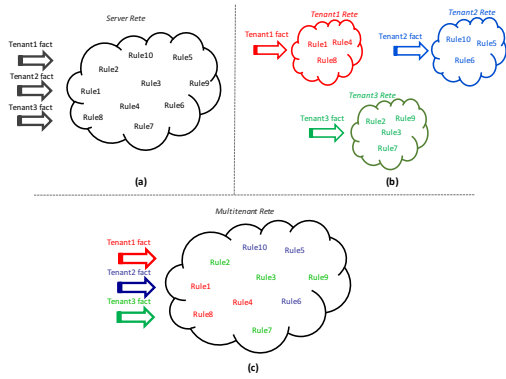 Server Rete
Tenant1 fact
Tenant2 fact
Tenant3 fact
Rule10
Rule5
Rule2
Rule3
Rule9
Rule1
Rule4
Rule6
Rule8
Rule7
(a)
Tenant1 Rete
Tenant1 fact
Rule1
Rule4
Rule8
Tenant2 Rete
Tenant2 fact
Rule10
Rule5
Rule6
Tenant3 Rete
Tenant3 fact
Rule2
Rule9
Rule3
Rule7
(b)
Multitenant Rete
Tenant1 fact
Tenant2 fact
Tenant3 fact
Rule10
Rule5
Rule2
Rule3
Rule9
Rule1
Rule4
Rule6
Rule8
Rule7
(c)